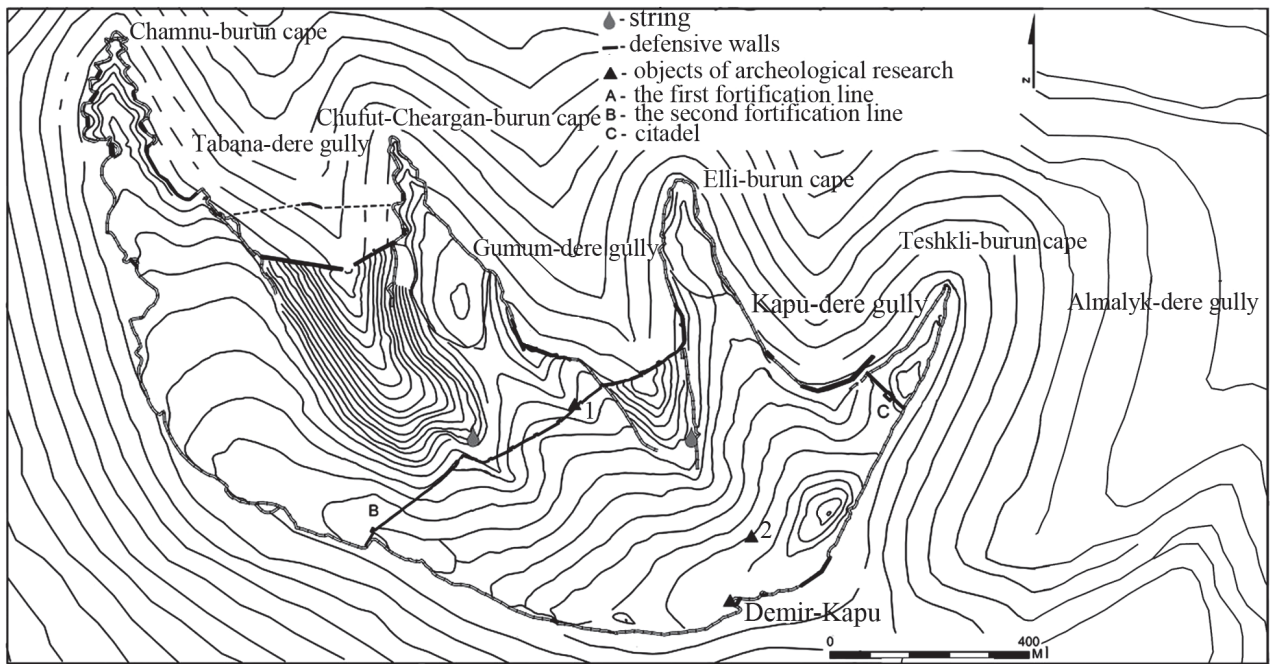 Chamnu-burun cape
- string
- defensive walls
- objects of archeological research
A - the first fortification line
B - the second fortification line
C - citadel
N
Chufut-Cheargan-burun cape
Tabana-dere gully
Elli-burun cape
Teshkli-burun cape
Gumum-dere gully
Kapu-dere gully
Almalyk-dere gully
1
C
B
2
Demir-Kapu
0 400
M